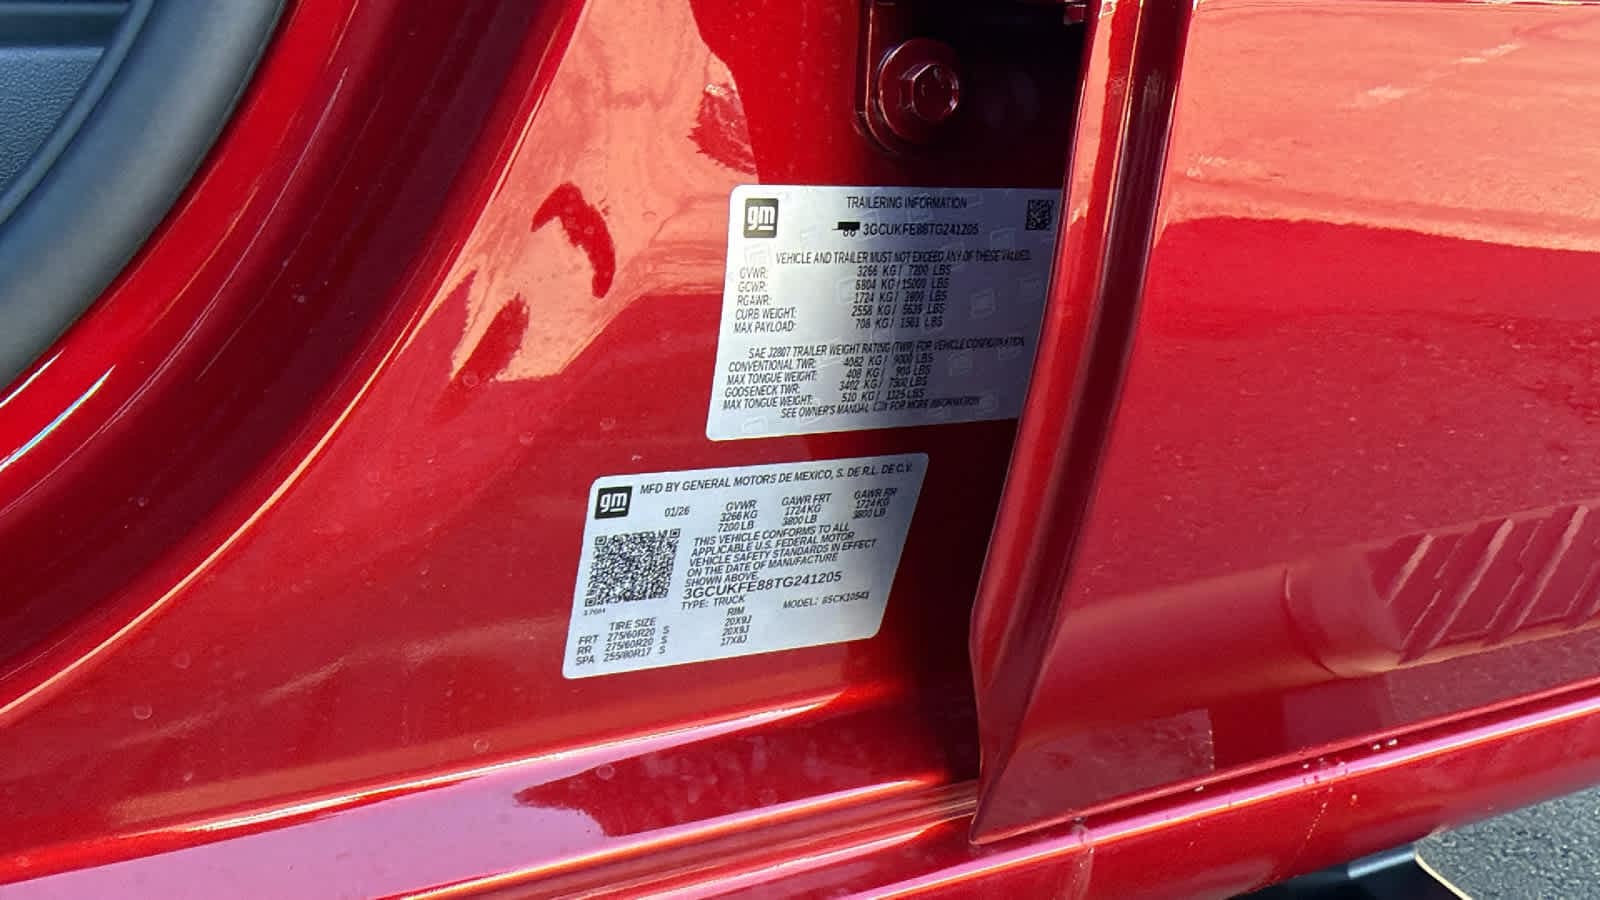 gm
TRAILERING INFORMATION
3GCUKFE88TG241205
VEHICLE AND TRAILER MUST NOT EXCEED ANY OF THESE VALUES.
GVWR: 3266 KG / 7200 LBS
GCWR: 6804 KG / 15000 LBS
RGAWR: 1724 KG / 3800 LBS
CURB WEIGHT: 2558 KG / 5639 LBS
MAX PAYLOAD: 708 KG / 1561 LBS
SAE J2807 TRAILER WEIGHT RATING (TWR) FOR VEHICLE CONFIGURATION
CONVENTIONAL TWR: 4082 KG / 9000 LBS
MAX TONGUE WEIGHT: 408 KG / 900 LBS
GOOSENECK TWR: 3402 KG / 7500 LBS
MAX TONGUE WEIGHT: 510 KG / 1125 LBS
SEE OWNER'S MANUAL FOR MORE INFORMATION
gm
MFD BY GENERAL MOTORS DE MEXICO, S. DE R.L. DE C.V.
01/26
GVWR GAWR FRT GAWR RR
3266 KG 1724 KG 1724 KG
7200 LB 3800 LB 3800 LB
THIS VEHICLE CONFORMS TO ALL
APPLICABLE U.S. FEDERAL MOTOR
VEHICLE SAFETY STANDARDS IN EFFECT
ON THE DATE OF MANUFACTURE
SHOWN ABOVE.
3GCUKFE88TG241205
TYPE: TRUCK MODEL: 85CK10543
TIRE SIZE RIM
FRT 275/60R20 S 20X9J
RR 275/60R20 S 20X9J
SPA 255/80R17 S 17X8J